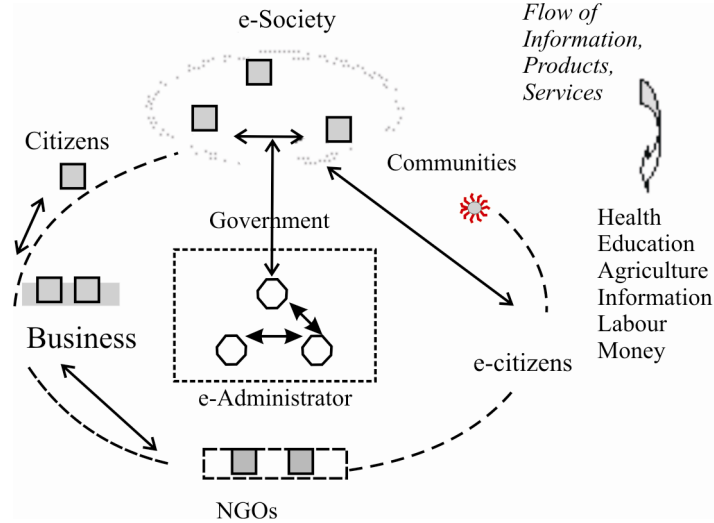 e-Society
Flow of
Information,
Products,
Services
Citizens
Communities
Government
Health
Education
Agriculture
Information
Labour
Money
Business
e-citizens
e-Administrator
NGOs